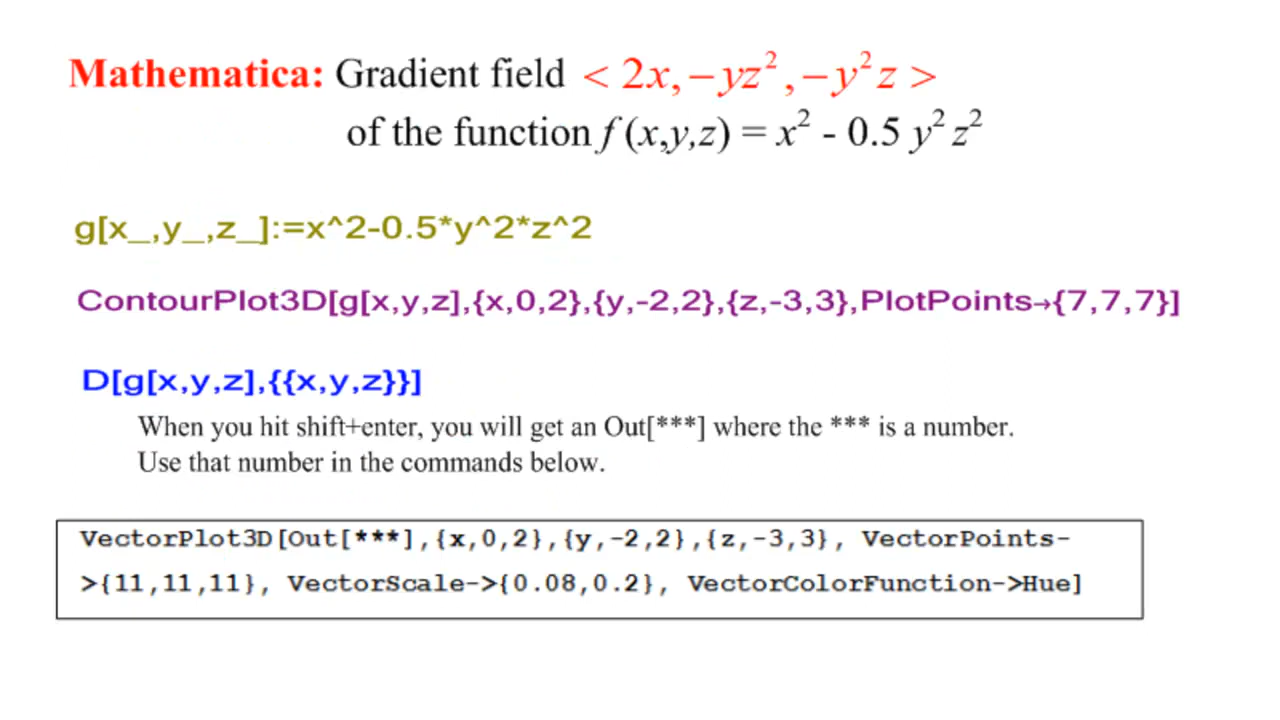 Mathematica: Gradient field < 2x, −yz², −y²z >
of the function f (x,y,z) = x² - 0.5 y² z²
g[x_,y_,z_]:=x^2-0.5*y^2*z^2
ContourPlot3D[g[x,y,z],{x,0,2},{y,-2,2},{z,-3,3},PlotPoints→{7,7,7}]
D[g[x,y,z],{{x,y,z}}]
When you hit shift+enter, you will get an Out[***] where the *** is a number.
Use that number in the commands below.
VectorPlot3D[Out[***],{x,0,2},{y,-2,2},{z,-3,3}, VectorPoints-
>{11,11,11}, VectorScale->{0.08,0.2}, VectorColorFunction->Hue]